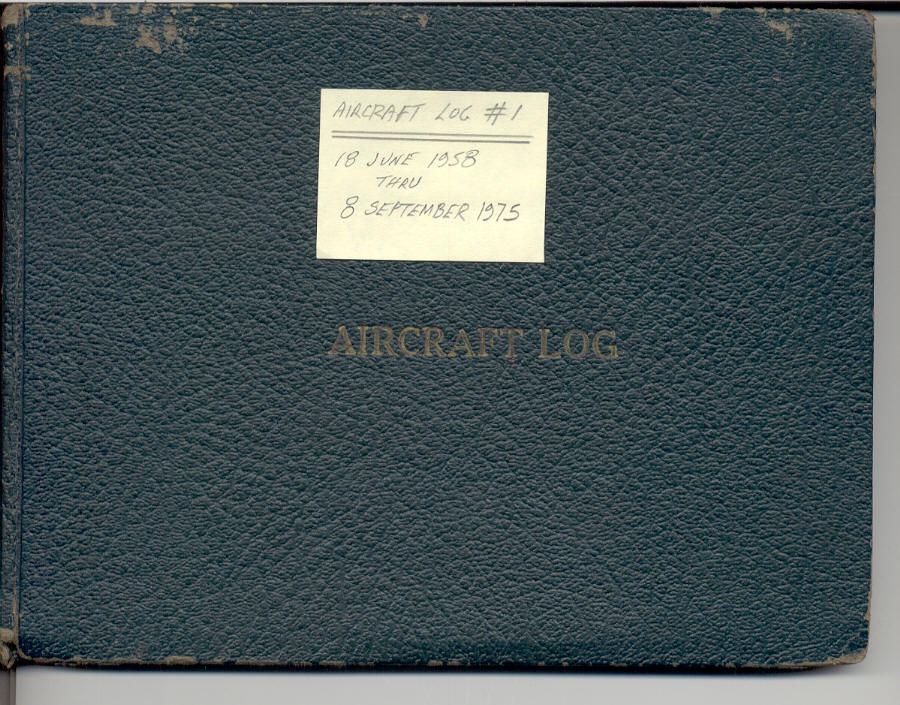 AIRCRAFT LOG #1
18 JUNE 1958
THRU
8 SEPTEMBER 1975
AIRCRAFT LOG